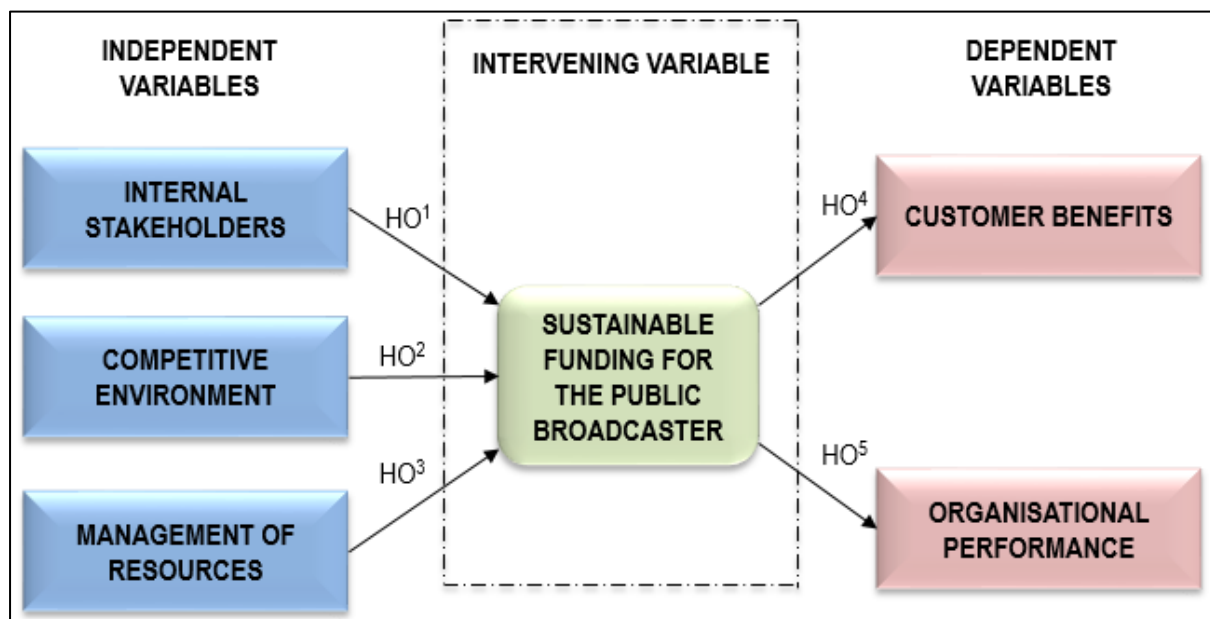 INDEPENDENT
VARIABLES
INTERVENING VARIABLE
DEPENDENT
VARIABLES
INTERNAL
STAKEHOLDERS
HO¹
HO⁴
CUSTOMER BENEFITS
COMPETITIVE
ENVIRONMENT
HO²
SUSTAINABLE
FUNDING FOR
THE PUBLIC
BROADCASTER
MANAGEMENT OF
RESOURCES
HO³
HO⁵
ORGANISATIONAL
PERFORMANCE